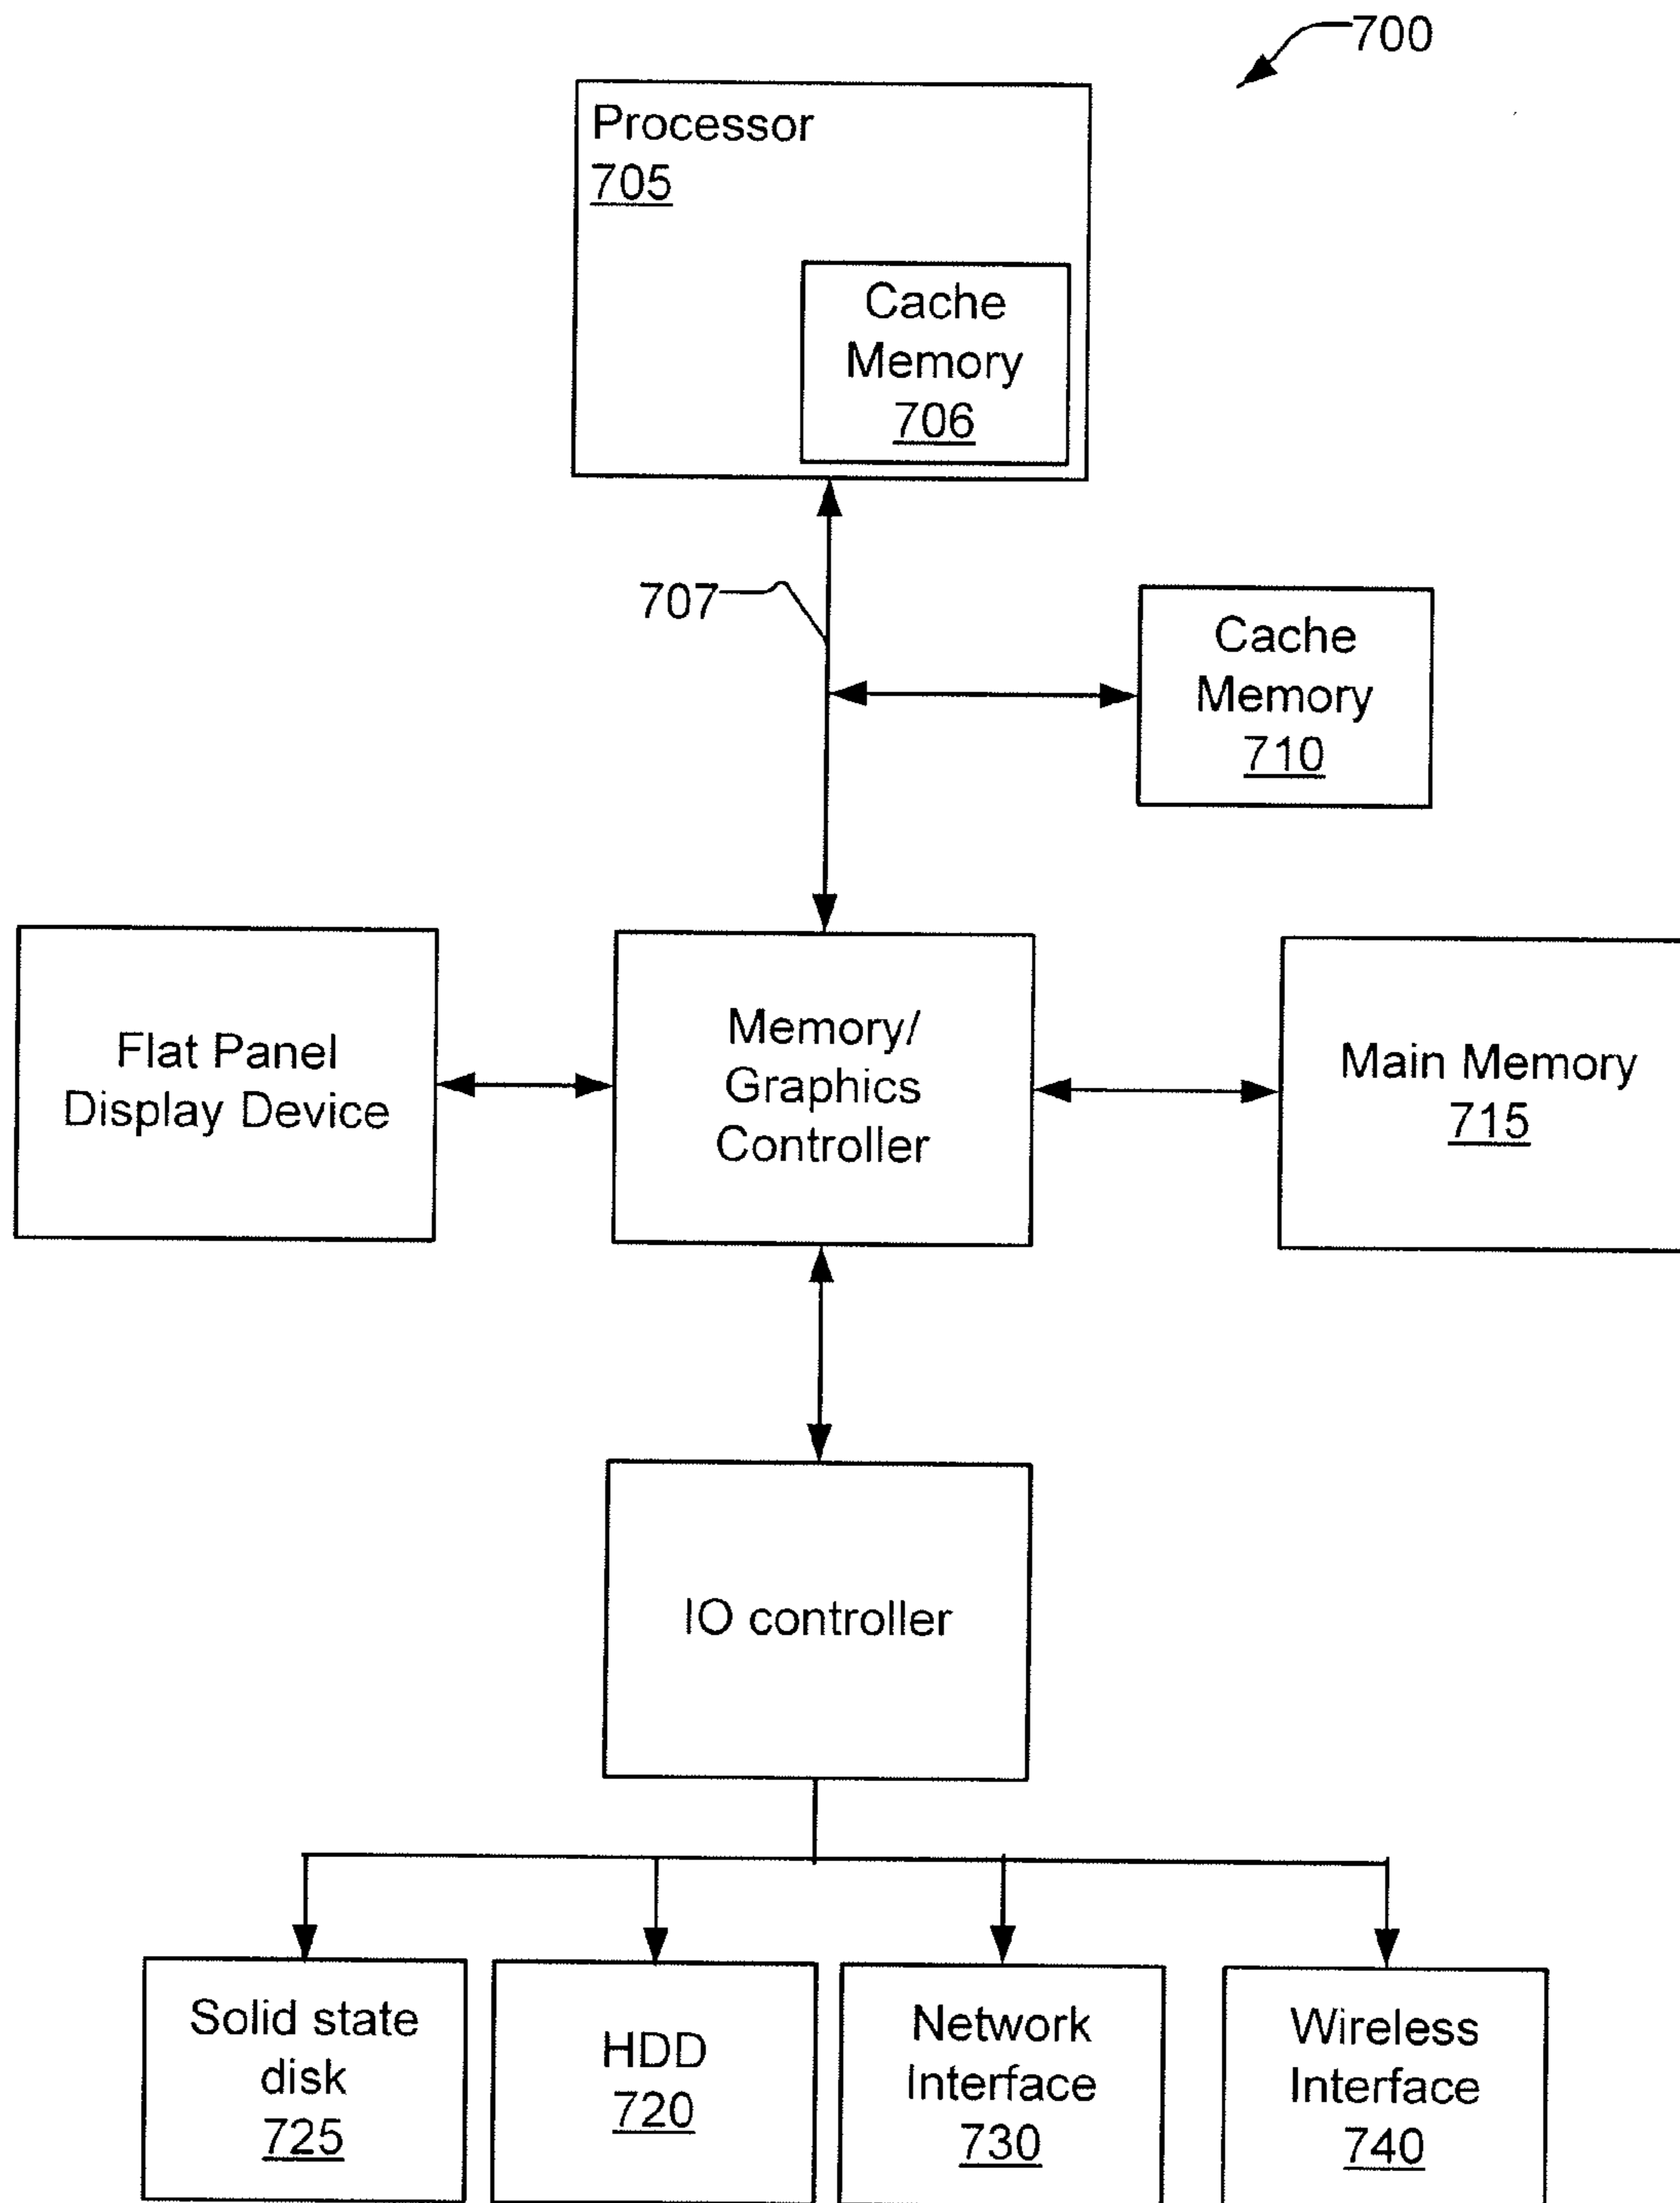 700
Processor
705
Cache
Memory
706
707
Cache
Memory
710
Flat Panel
Display Device
Memory/
Graphics
Controller
Main Memory
715
IO controller
Solid state
disk
725
HDD
720
Network
Interface
730
Wireless
Interface
740